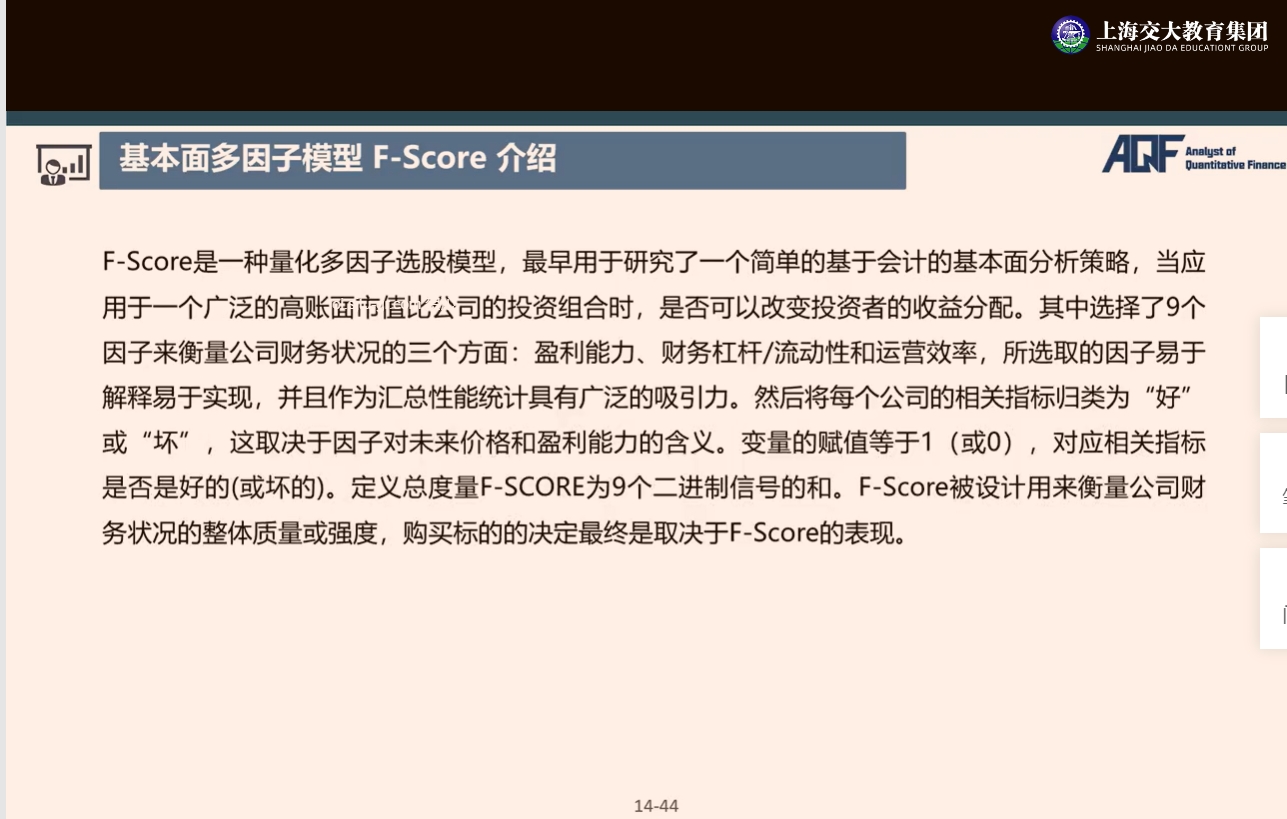 上海交大教育集团
SHANGHAI JIAO DA EDUCATIONT GROUP
基本面多因子模型 F-Score 介绍
AQF Analyst of
Quantitative Finance
F-Score是一种量化多因子选股模型，最早用于研究了一个简单的基于会计的基本面分析策略，当应
用于一个广泛的高账面市值比公司的投资组合时，是否可以改变投资者的收益分配。其中选择了9个
因子来衡量公司财务状况的三个方面：盈利能力、财务杠杆/流动性和运营效率，所选取的因子易于
解释易于实现，并且作为汇总性能统计具有广泛的吸引力。然后将每个公司的相关指标归类为“好”
或“坏”，这取决于因子对未来价格和盈利能力的含义。变量的赋值等于1（或0），对应相关指标
是否是好的(或坏的)。定义总度量F-SCORE为9个二进制信号的和。F-Score被设计用来衡量公司财
务状况的整体质量或强度，购买标的的决定最终是取决于F-Score的表现。
14-44